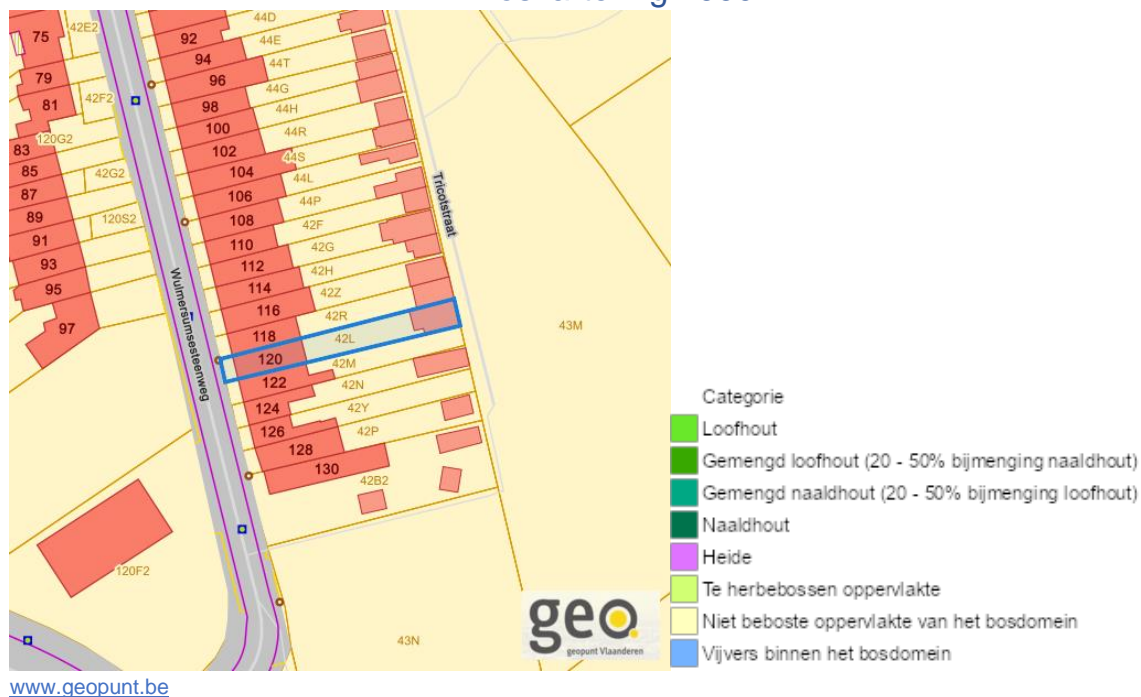 42E2
44D
75
92
44E
94
44T
79
96
42F2
44G
81
98
44H
100
44R
120G2
83
102
44S
85
42G2
104
44L
87
106
44P
Tricotstraat
89
120S2
108
42F
91
110
42G
93
112
42H
95
114
42Z
97
116
42R
Wulmersumsesteenweg
118
42L
43M
120
42M
122
42N
124
42Y
126
42P
128
130
42B2
120F2
43N
geo.
geopunt Vlaanderen
Categorie
Loofhout
Gemengd loofhout (20 - 50% bijmenging naaldhout)
Gemengd naaldhout (20 - 50% bijmenging loofhout)
Naaldhout
Heide
Te herbebossen oppervlakte
Niet beboste oppervlakte van het bosdomein
Vijvers binnen het bosdomein
www.geopunt.be